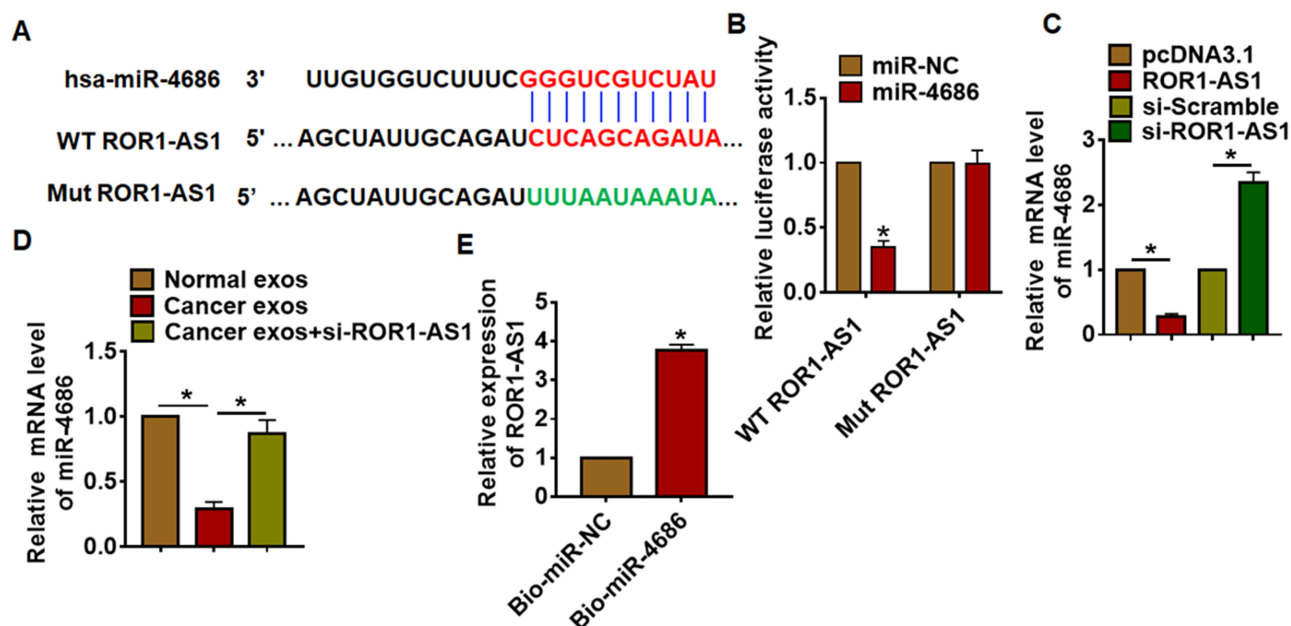 A
hsa-miR-4686 3' UUGUGGUCUUUCGGGUCGUCUAU
WT ROR1-AS1 5' ... AGCUAUUGCAGAUCUCAGCAGAUA...
Mut ROR1-AS1 5’ ... AGCUAUUGCAGAUUUUAAUAAAUA...
B
miR-NC
miR-4686
Relative luciferase activity
1.5
1.0
0.5
0.0
*
WT ROR1-AS1
Mut ROR1-AS1
C
pcDNA3.1
ROR1-AS1
si-Scramble
si-ROR1-AS1
Relative mRNA level
of miR-4686
3
2
1
0
*
*
D
Normal exos
Cancer exos
Cancer exos+si-ROR1-AS1
Relative mRNA level
of miR-4686
1.5
1.0
0.5
0.0
*
*
E
Relative expression
of ROR1-AS1
5
4
3
2
1
0
*
Bio-miR-NC
Bio-miR-4686